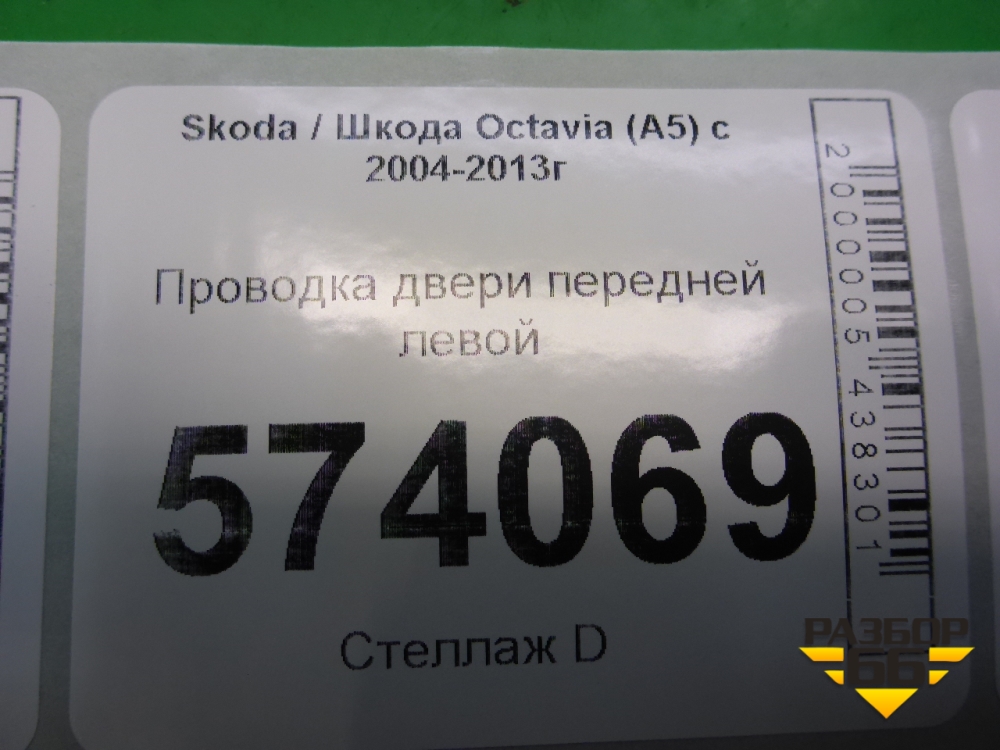 Skoda / Шкода Octavia (A5) с
2004-2013г
Проводка двери передней
левой
574069
Стеллаж D
2000005438301
РАЗБОР
66